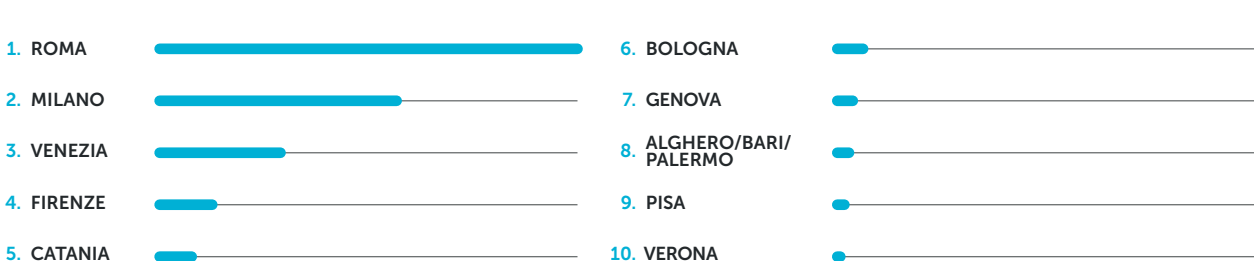 1. ROMA
2. MILANO
3. VENEZIA
4. FIRENZE
5. CATANIA
6. BOLOGNA
7. GENOVA
8. ALGHERO/BARI/
PALERMO
9. PISA
10. VERONA